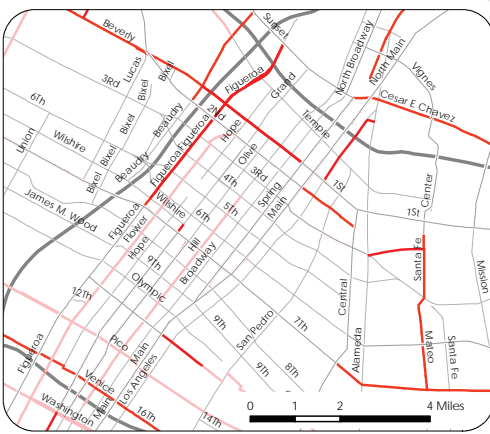 Sunset
Beverly
North Broadway
North Main
Lucas
Bixel
Bixel
3Rd
Figueroa
Grand
Vignes
6Th
Bixel
Beaudry
2Nd
Cesar E Chavez
Union
Wilshire
Figueroa
Hope
Temple
Bixel
Bixel
Beaudry
Figueroa
Olive
3Rd
4Th
1St
Spring
Main
Center
James M. Wood
Figueroa
Flower
Wilshire
6Th
5Th
1St
Hope
9Th
Hill
Broadway
Santa Fe
Mission
12Th
Olympic
Central
9Th
San Pedro
7Th
Alameda
Figueroa
Pico
Main
Los Angeles
Mateo
Santa Fe
9Th
8Th
Venice
Washington
Main
16Th
14Th
0 1 2 4 Miles